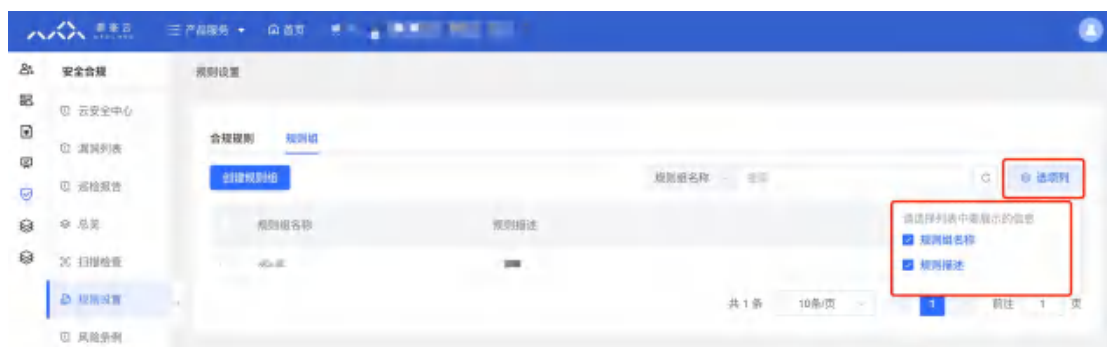 产品服务 首页
安全合规
规则设置
云安全中心
漏洞列表
合规规则 规则组
创建规则组 规则组名称 选项列
巡检报告
请选择列表中要展示的信息
总览 规则组名称 规则描述
规则组名称
扫描检查
规则描述
规则设置
共 1 条 10条/页 1 前往 1 页
风险条例